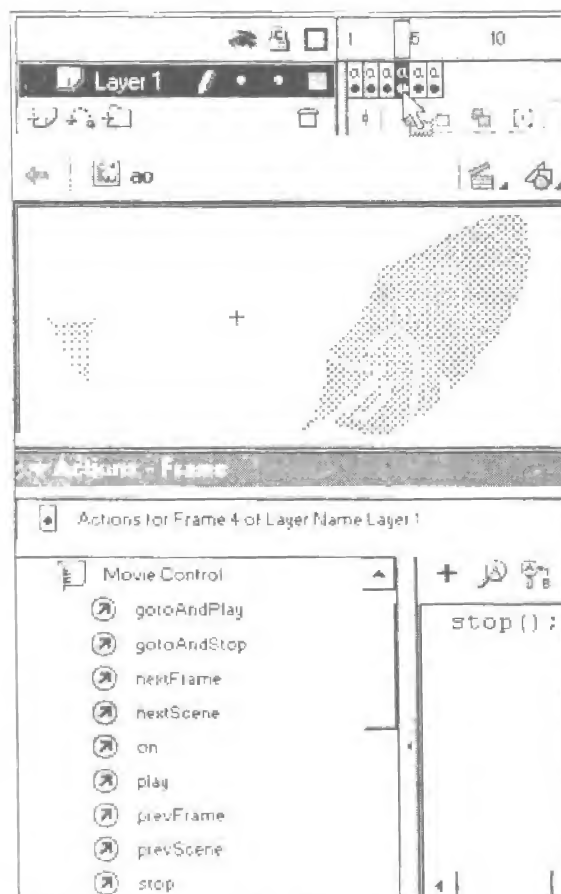 1 5 10
Layer 1
a a a a a a
ao
Actions - Frame
Actions for Frame 4 of Layer Name Layer 1
Movie Control
gotoAndPlay
gotoAndStop
nextFrame
nextScene
on
play
prevFrame
prevScene
stop
stop();